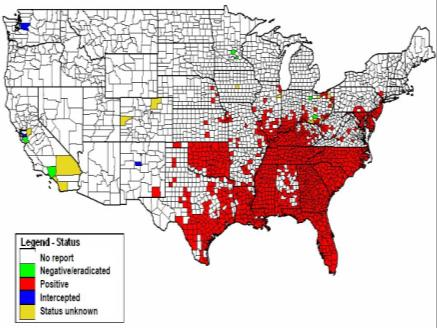 Legend - Status
No report
Negative/eradicated
Positive
Intercepted
Status unknown